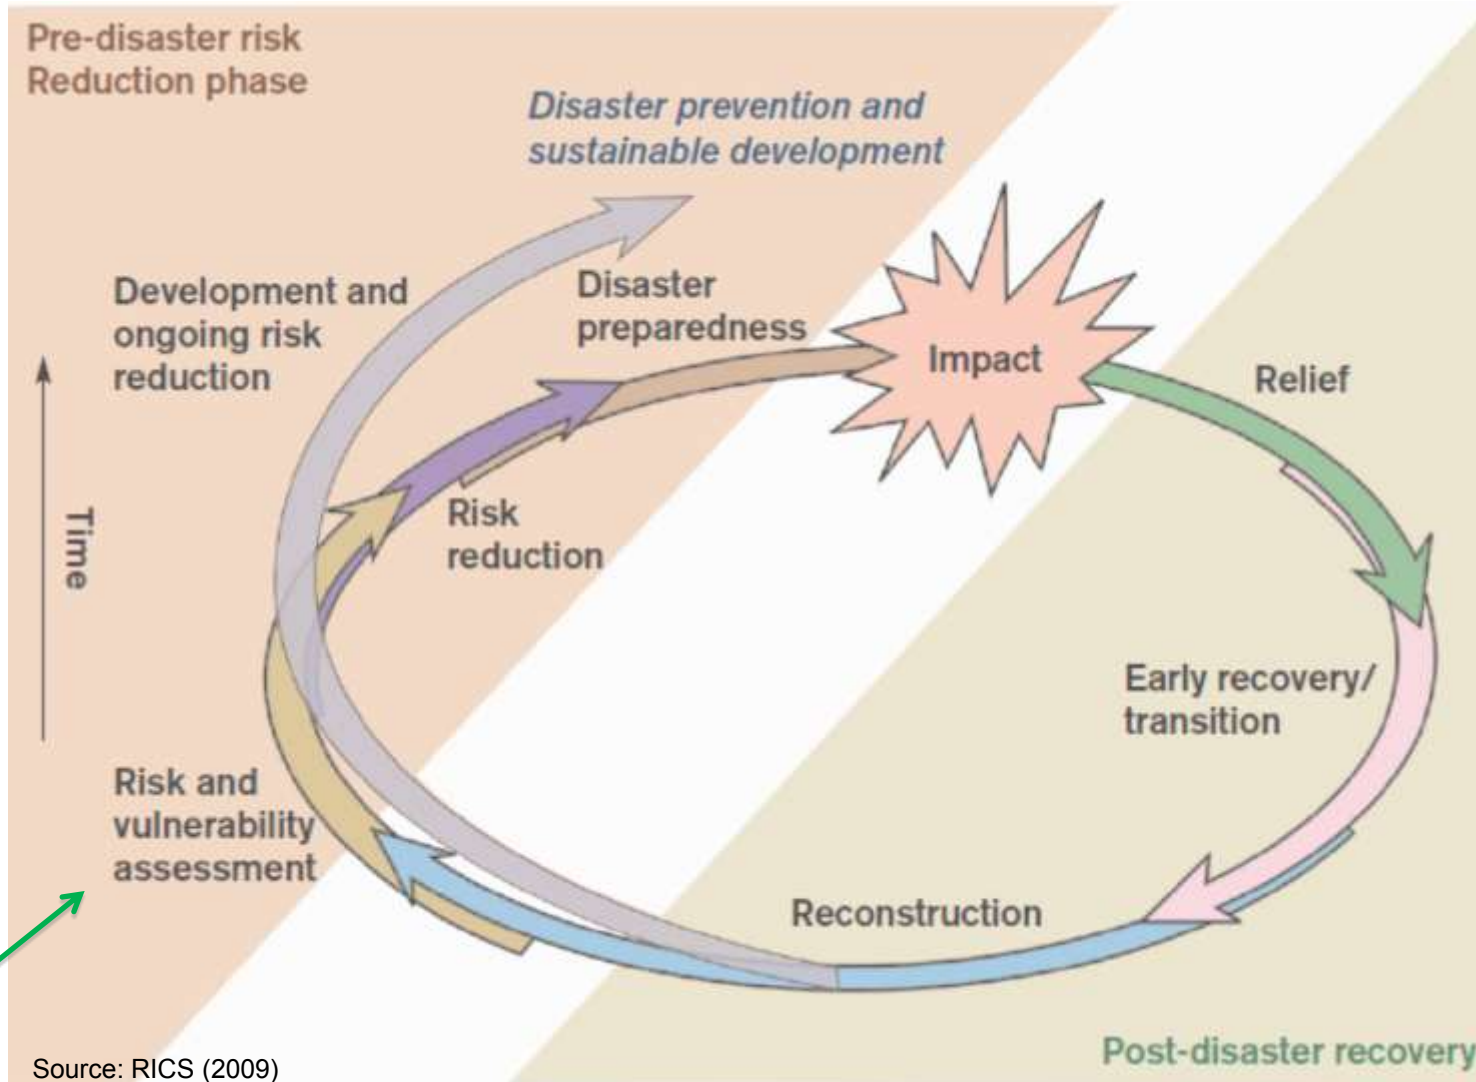 Pre-disaster risk
Reduction phase
Disaster prevention and
sustainable development
Development and
ongoing risk
reduction
Disaster
preparedness
Impact
Relief
Risk
reduction
Time
Early recovery/
transition
Risk and
vulnerability
assessment
Reconstruction
Post-disaster recovery
Source: RICS (2009)